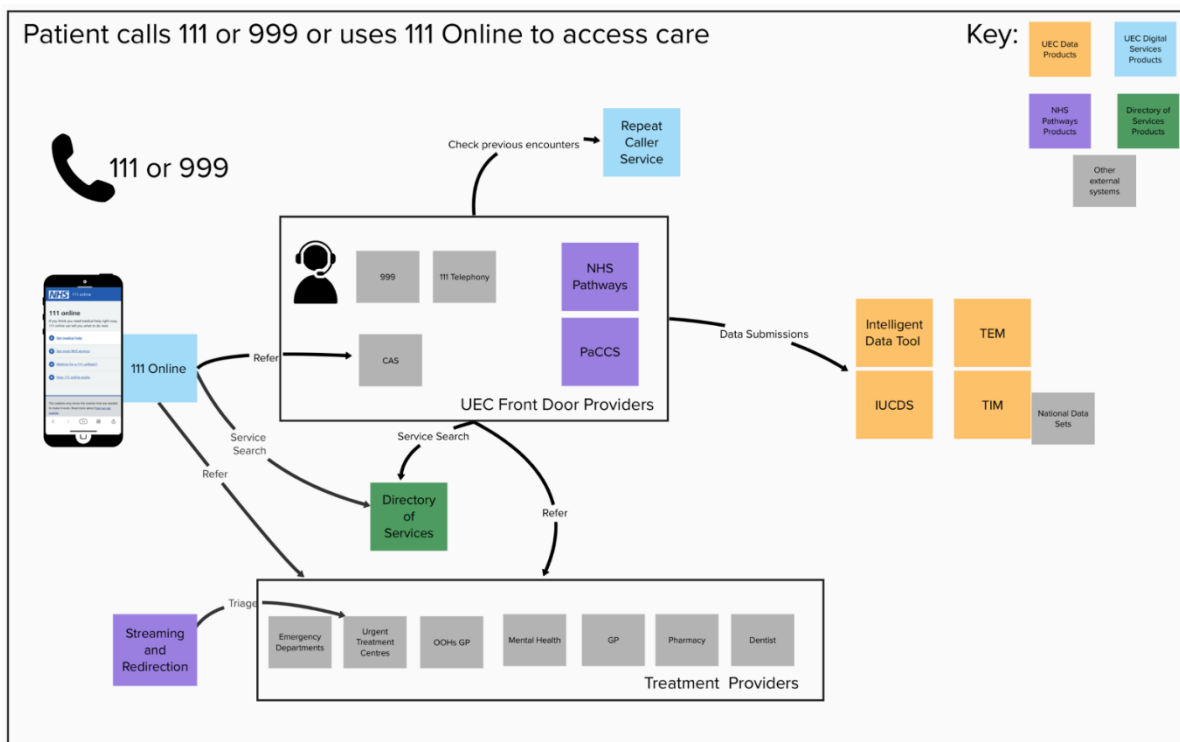 Patient calls 111 or 999 or uses 111 Online to access care
Key:
UEC Data
Products
UEC Digital
Services
Products
NHS
Pathways
Products
Directory of
Services
Products
Other
external
systems
111 or 999
Check previous encounters
Repeat
Caller
Service
999
111 Telephony
NHS
Pathways
CAS
PaCCS
UEC Front Door Providers
NHS 111 online
111 online
111 Online
Refer
Service
Search
Refer
Data Submissions
Intelligent
Data Tool
TEM
IUCDS
TIM
National Data
Sets
Service Search
Directory
of
Services
Refer
Streaming
and
Redirection
Triage
Emergency
Departments
Urgent
Treatment
Centres
OOHs GP
Mental Health
GP
Pharmacy
Dentist
Treatment Providers